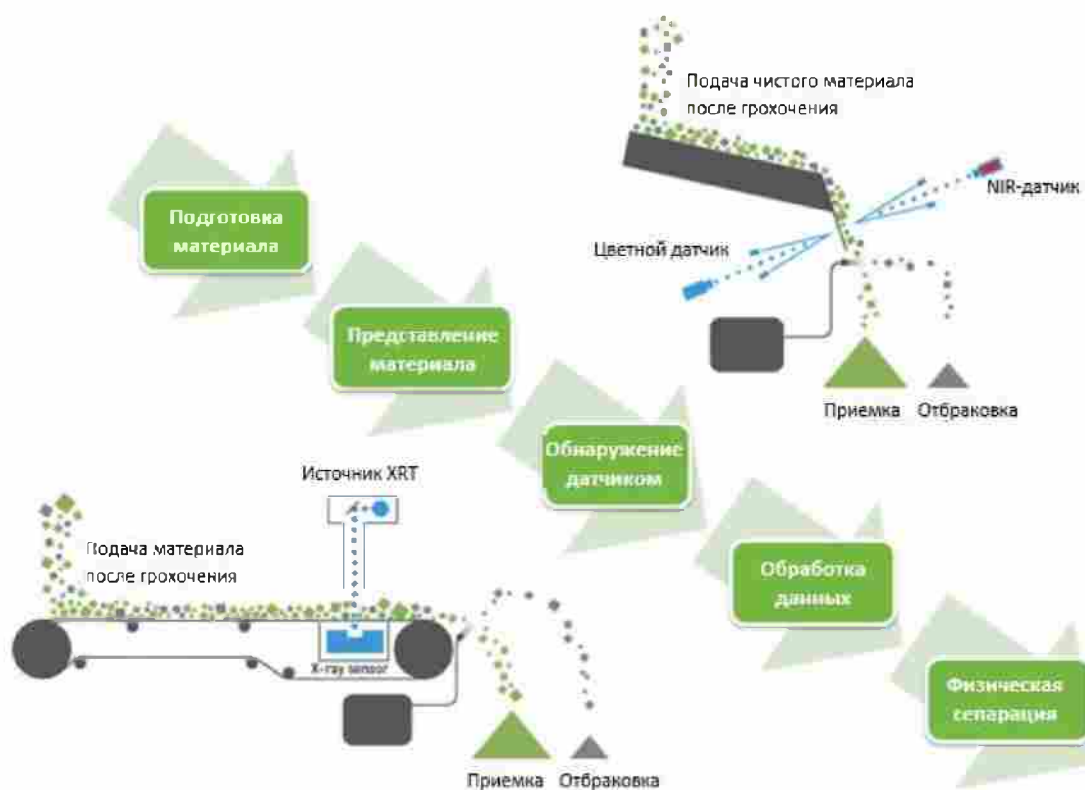 Подача чистого материала
после грохочения
NIR-датчик
Цветной датчик
Приемка
Отбраковка
Подготовка
материала
Представление
материала
Обнаружение
датчиком
Обработка
данных
Физическая
сепарация
Источник XRT
Подача материала
после грохочения
X-ray sensor
Приемка
Отбраковка